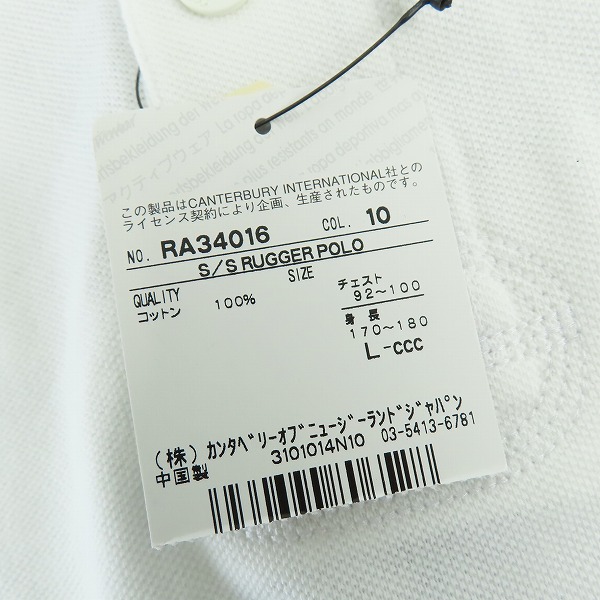 この製品はCANTERBURY INTERNATIONAL社との
ライセンス契約により企画、生産されたものです。
NO. RA34016 COL. 10
S/S RUGGER POLO
QUALITY SIZE
コットン 100%
チェスト
92~100
身長
170~180
L-CCC
(株)カンタベリーオブニュージーランドジャパン
中国製 3101014N10 03-5413-6781